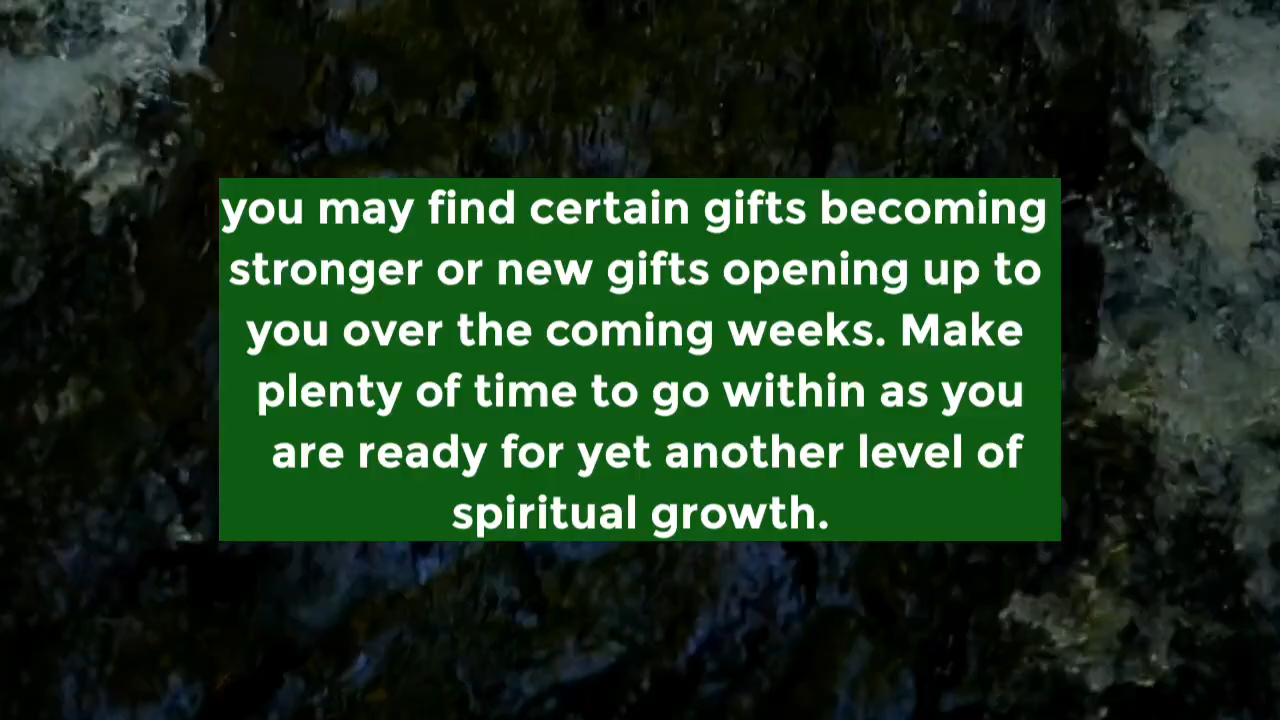 you may find certain gifts becoming
stronger or new gifts opening up to
you over the coming weeks. Make
plenty of time to go within as you
are ready for yet another level of
spiritual growth.